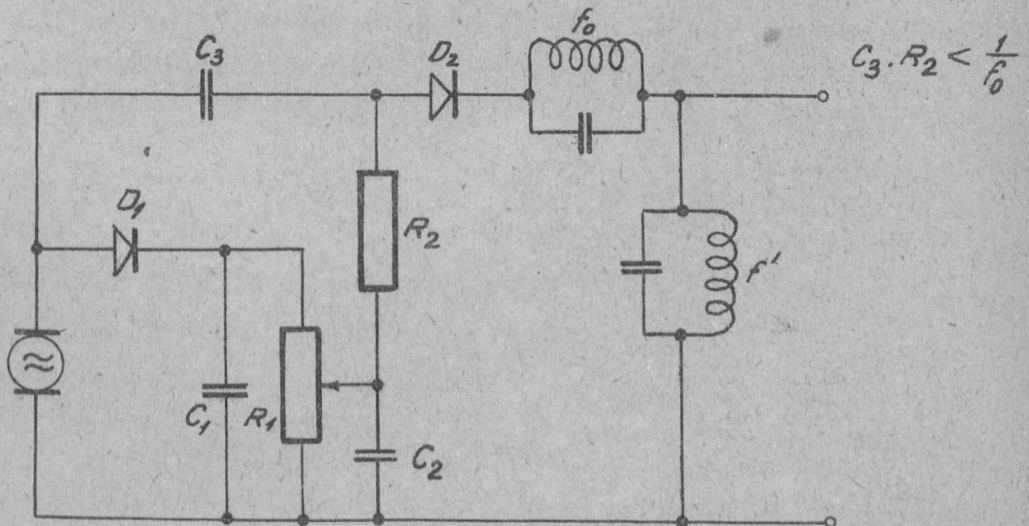 C₃
D₂
f₀
C₃ . R₂ < 1/f₀
D₁
R₂
f'
≈
C₁
R₁
C₂